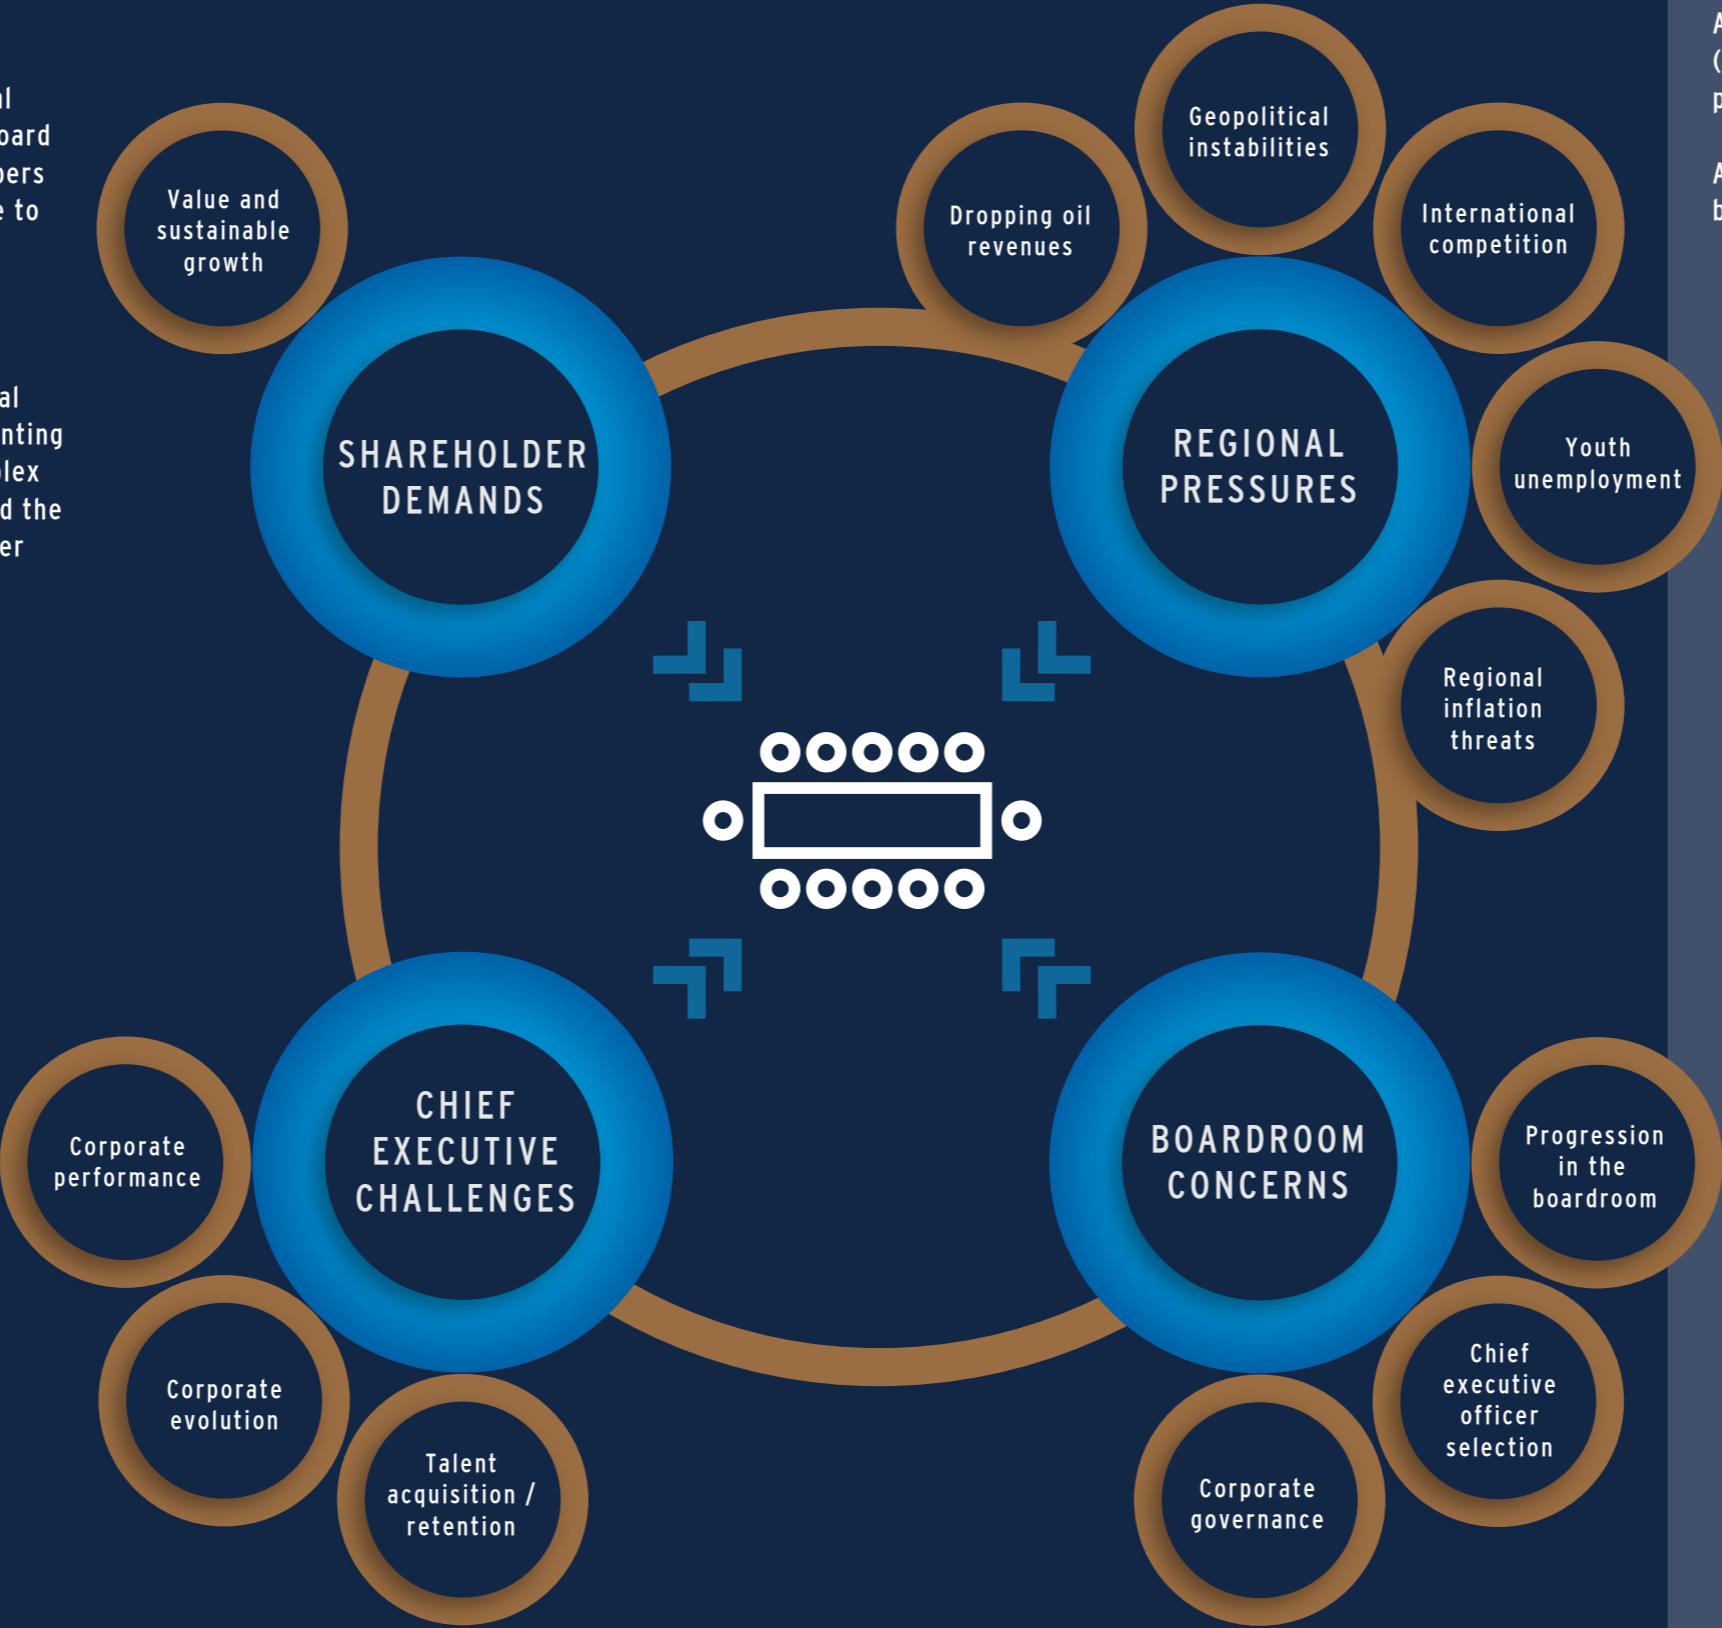 Value and
sustainable
growth
SHAREHOLDER
DEMANDS
Dropping oil
revenues
Geopolitical
instabilities
International
competition
Youth
unemployment
Regional
inflation
threats
REGIONAL
PRESSURES
CHIEF
EXECUTIVE
CHALLENGES
Corporate
performance
Corporate
evolution
Talent
acquisition /
retention
BOARDROOM
CONCERNS
Progression
in the
boardroom
Chief
executive
officer
selection
Corporate
governance
to
d the